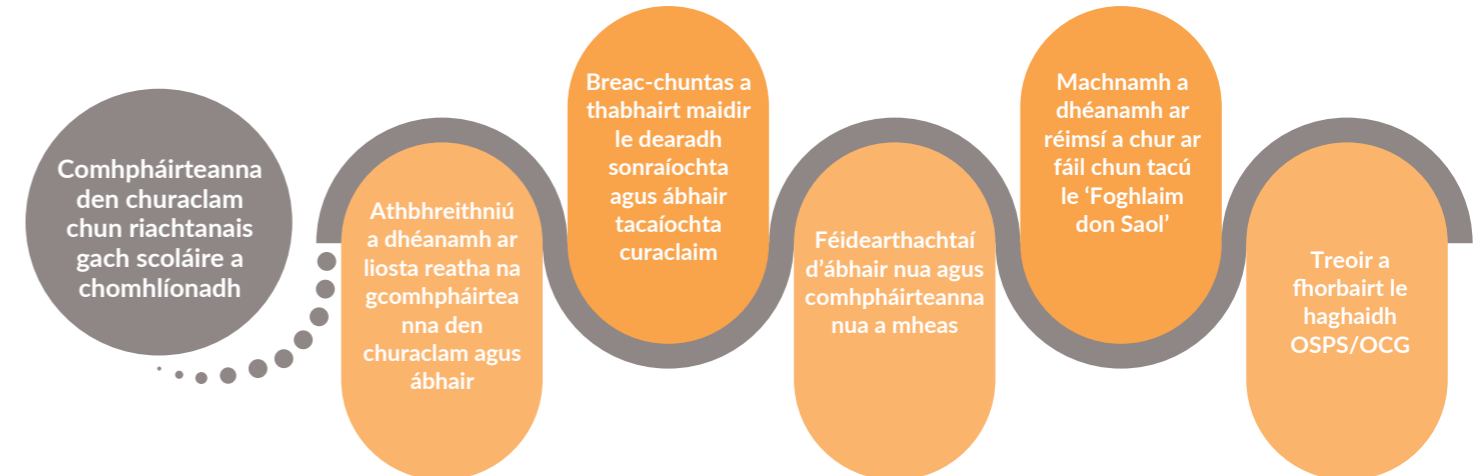 Comhpháirteanna
den churaclam
chun riachtanais
gach scoláire a
chomhlíonadh
Athbhreithniú
a dhéanamh ar
liosta reatha na
gcomhpháirtea
nna den
churaclam agus
ábhair
Breac-chuntas a
thabhairt maidir
le dearadh
sonraíochta
agus ábhair
tacaíochta
curaclaim
Féidearthachtaí
d’ábhair nua agus
comhpháirteanna
nua a mheas
Machnamh a
dhéanamh ar
réimsí a chur ar
fáil chun tacú
le ‘Foghlaim
don Saol’
Treoir a
fhorbairt le
haghaidh
OSPS/OCG